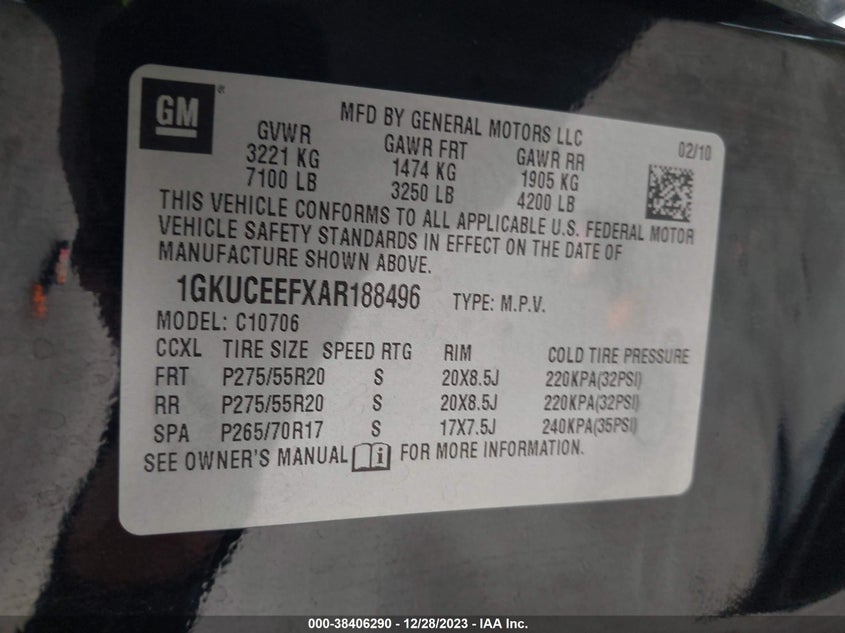 GM ®
MFD BY GENERAL MOTORS LLC
02/10
GVWR GAWR FRT GAWR RR
3221 KG 1474 KG 1905 KG
7100 LB 3250 LB 4200 LB
THIS VEHICLE CONFORMS TO ALL APPLICABLE U.S. FEDERAL MOTOR
VEHICLE SAFETY STANDARDS IN EFFECT ON THE DATE OF
MANUFACTURE SHOWN ABOVE.
1GKUCEEFXAR188496 TYPE: M.P.V.
MODEL: C10706
CCXL TIRE SIZE SPEED RTG RIM COLD TIRE PRESSURE
FRT P275/55R20 S 20X8.5J 220KPA(32PSI)
RR P275/55R20 S 20X8.5J 220KPA(32PSI)
SPA P265/70R17 S 17X7.5J 240KPA(35PSI)
SEE OWNER'S MANUAL i FOR MORE INFORMATION.
000-38406290 - 12/28/2023 - IAA Inc.